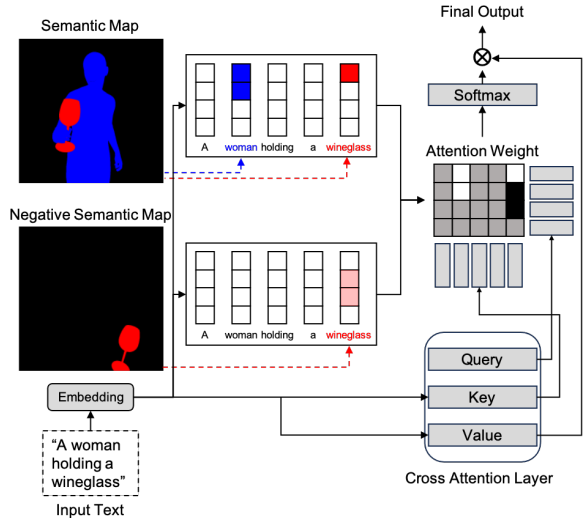 Semantic Map
A woman holding a wineglass
Negative Semantic Map
A woman holding a wineglass
Embedding
“A woman
holding a
wineglass”
Input Text
Final Output
Softmax
Attention Weight
Query
Key
Value
Cross Attention Layer